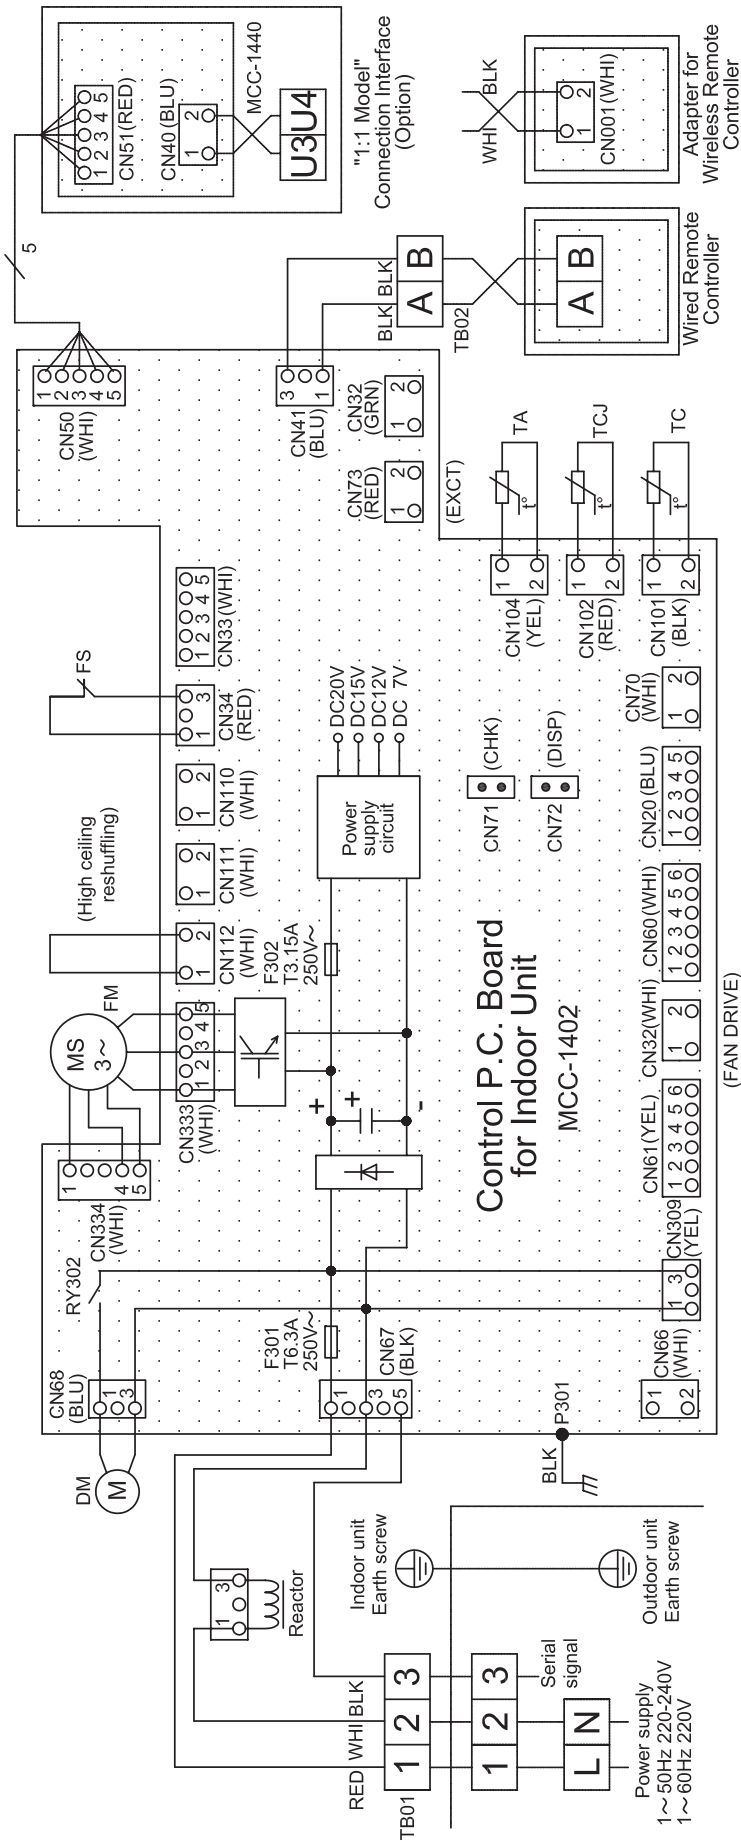 MCC-1440
CN51(RED)
1 2 3 4 5
CN40(BLU)
1 2
U3 U4
"1:1 Model"
Connection Interface
(Option)
WHI
BLK
1 2
CN001(WHI)
Adapter for
Wireless Remote
Controller
5
BLK BLK
A B
TB02
A B
Wired Remote
Controller
1 2 3 4 5
CN50
(WHI)
3
1
CN41
(BLU)
CN32
(GRN)
1 2
CN73
(RED)
1 2
(EXCT)
TA
t°
1
2
CN104
(YEL)
TCJ
t°
1
2
CN102
(RED)
TC
t°
1
2
CN101
(BLK)
FS
1 2 3 4 5
CN33(WHI)
1 3
CN34
(RED)
1 2
CN110
(WHI)
1 2
CN111
(WHI)
(High ceiling
reshuffling)
1 2
CN112
(WHI)
DC20V
DC15V
DC12V
DC 7V
Power
supply
circuit
F302
T3.15A
250V~
CN71
(CHK)
CN72
(DISP)
CN70
(WHI)
1 2
CN20(BLU)
1 2 3 4 5
CN60(WHI)
1 2 3 4 5 6
CN32(WHI)
1 2
(FAN DRIVE)
CN61(YEL)
1 2 3 4 5 6
CN309
(YEL)
1 3
CN66
(WHI)
1
2
Control P.C. Board
for Indoor Unit
MCC-1402
FM
MS
3~
1 2 3 4 5
CN333
(WHI)
1
4
5
CN334
(WHI)
+
+
-
RY302
F301
T6.3A
250V~
CN68
(BLU)
1
3
CN67
(BLK)
1
3
5
DM
M
BLK
P301
1 3
Reactor
Indoor unit
Earth screw
Outdoor unit
Earth screw
RED WHI BLK
TB01
1 2 3
1 2 3
Serial
signal
L N
Power supply
1~ 50Hz 220-240V
1~ 60Hz 220V